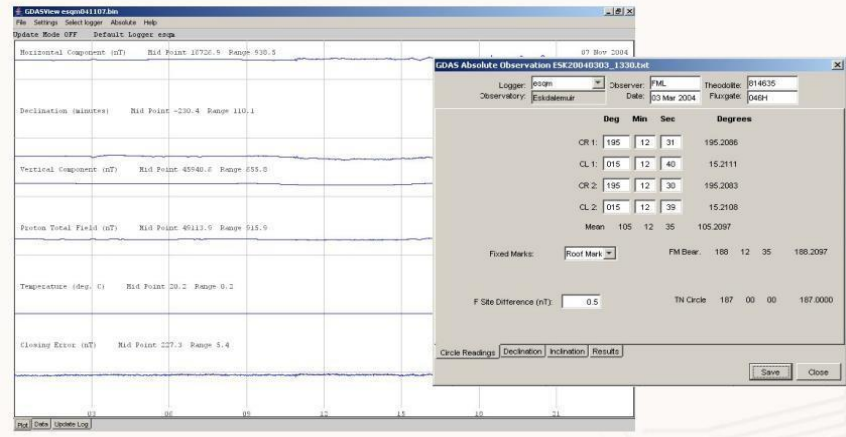 GDASView esqm041107.bin
File Settings Select logger Absolute Help
Update Mode OFF Default Logger esqm
Horizontal Component (nT) Mid Point 18726.9 Range 930.5 07 Nov 2004
Declination (minutes) Mid Point -230.4 Range 110.1
Vertical Component (nT) Mid Point 45940.6 Range 655.8
Proton Total Field (nT) Mid Point 49113.9 Range 915.9
Temperature (deg. C) Mid Point 20.2 Range 0.2
Closing Error (nT) Mid Point 227.3 Range 5.4
03 06 09 12 15 18 21
Plot Data Update Log
GDAS Absolute Observation ESK20040303_1330.txt
Logger: esqm Observer: FML Theodolite: 814635
Observatory: Eskdalemuir Date: 03 Mar 2004 Fluxgate: 046H
Deg Min Sec Degrees
CR 1: 195 12 31 195.2086
CL 1: 015 12 40 15.2111
CR 2: 195 12 30 195.2083
CL 2: 015 12 39 15.2108
Mean 105 12 35 105.2097
Fixed Marks: Roof Mark FM Bear. 188 12 35 188.2097
F Site Difference (nT): 0.5 TN Circle 187 00 00 187.0000
Circle Readings Declination Inclination Results
Save Close